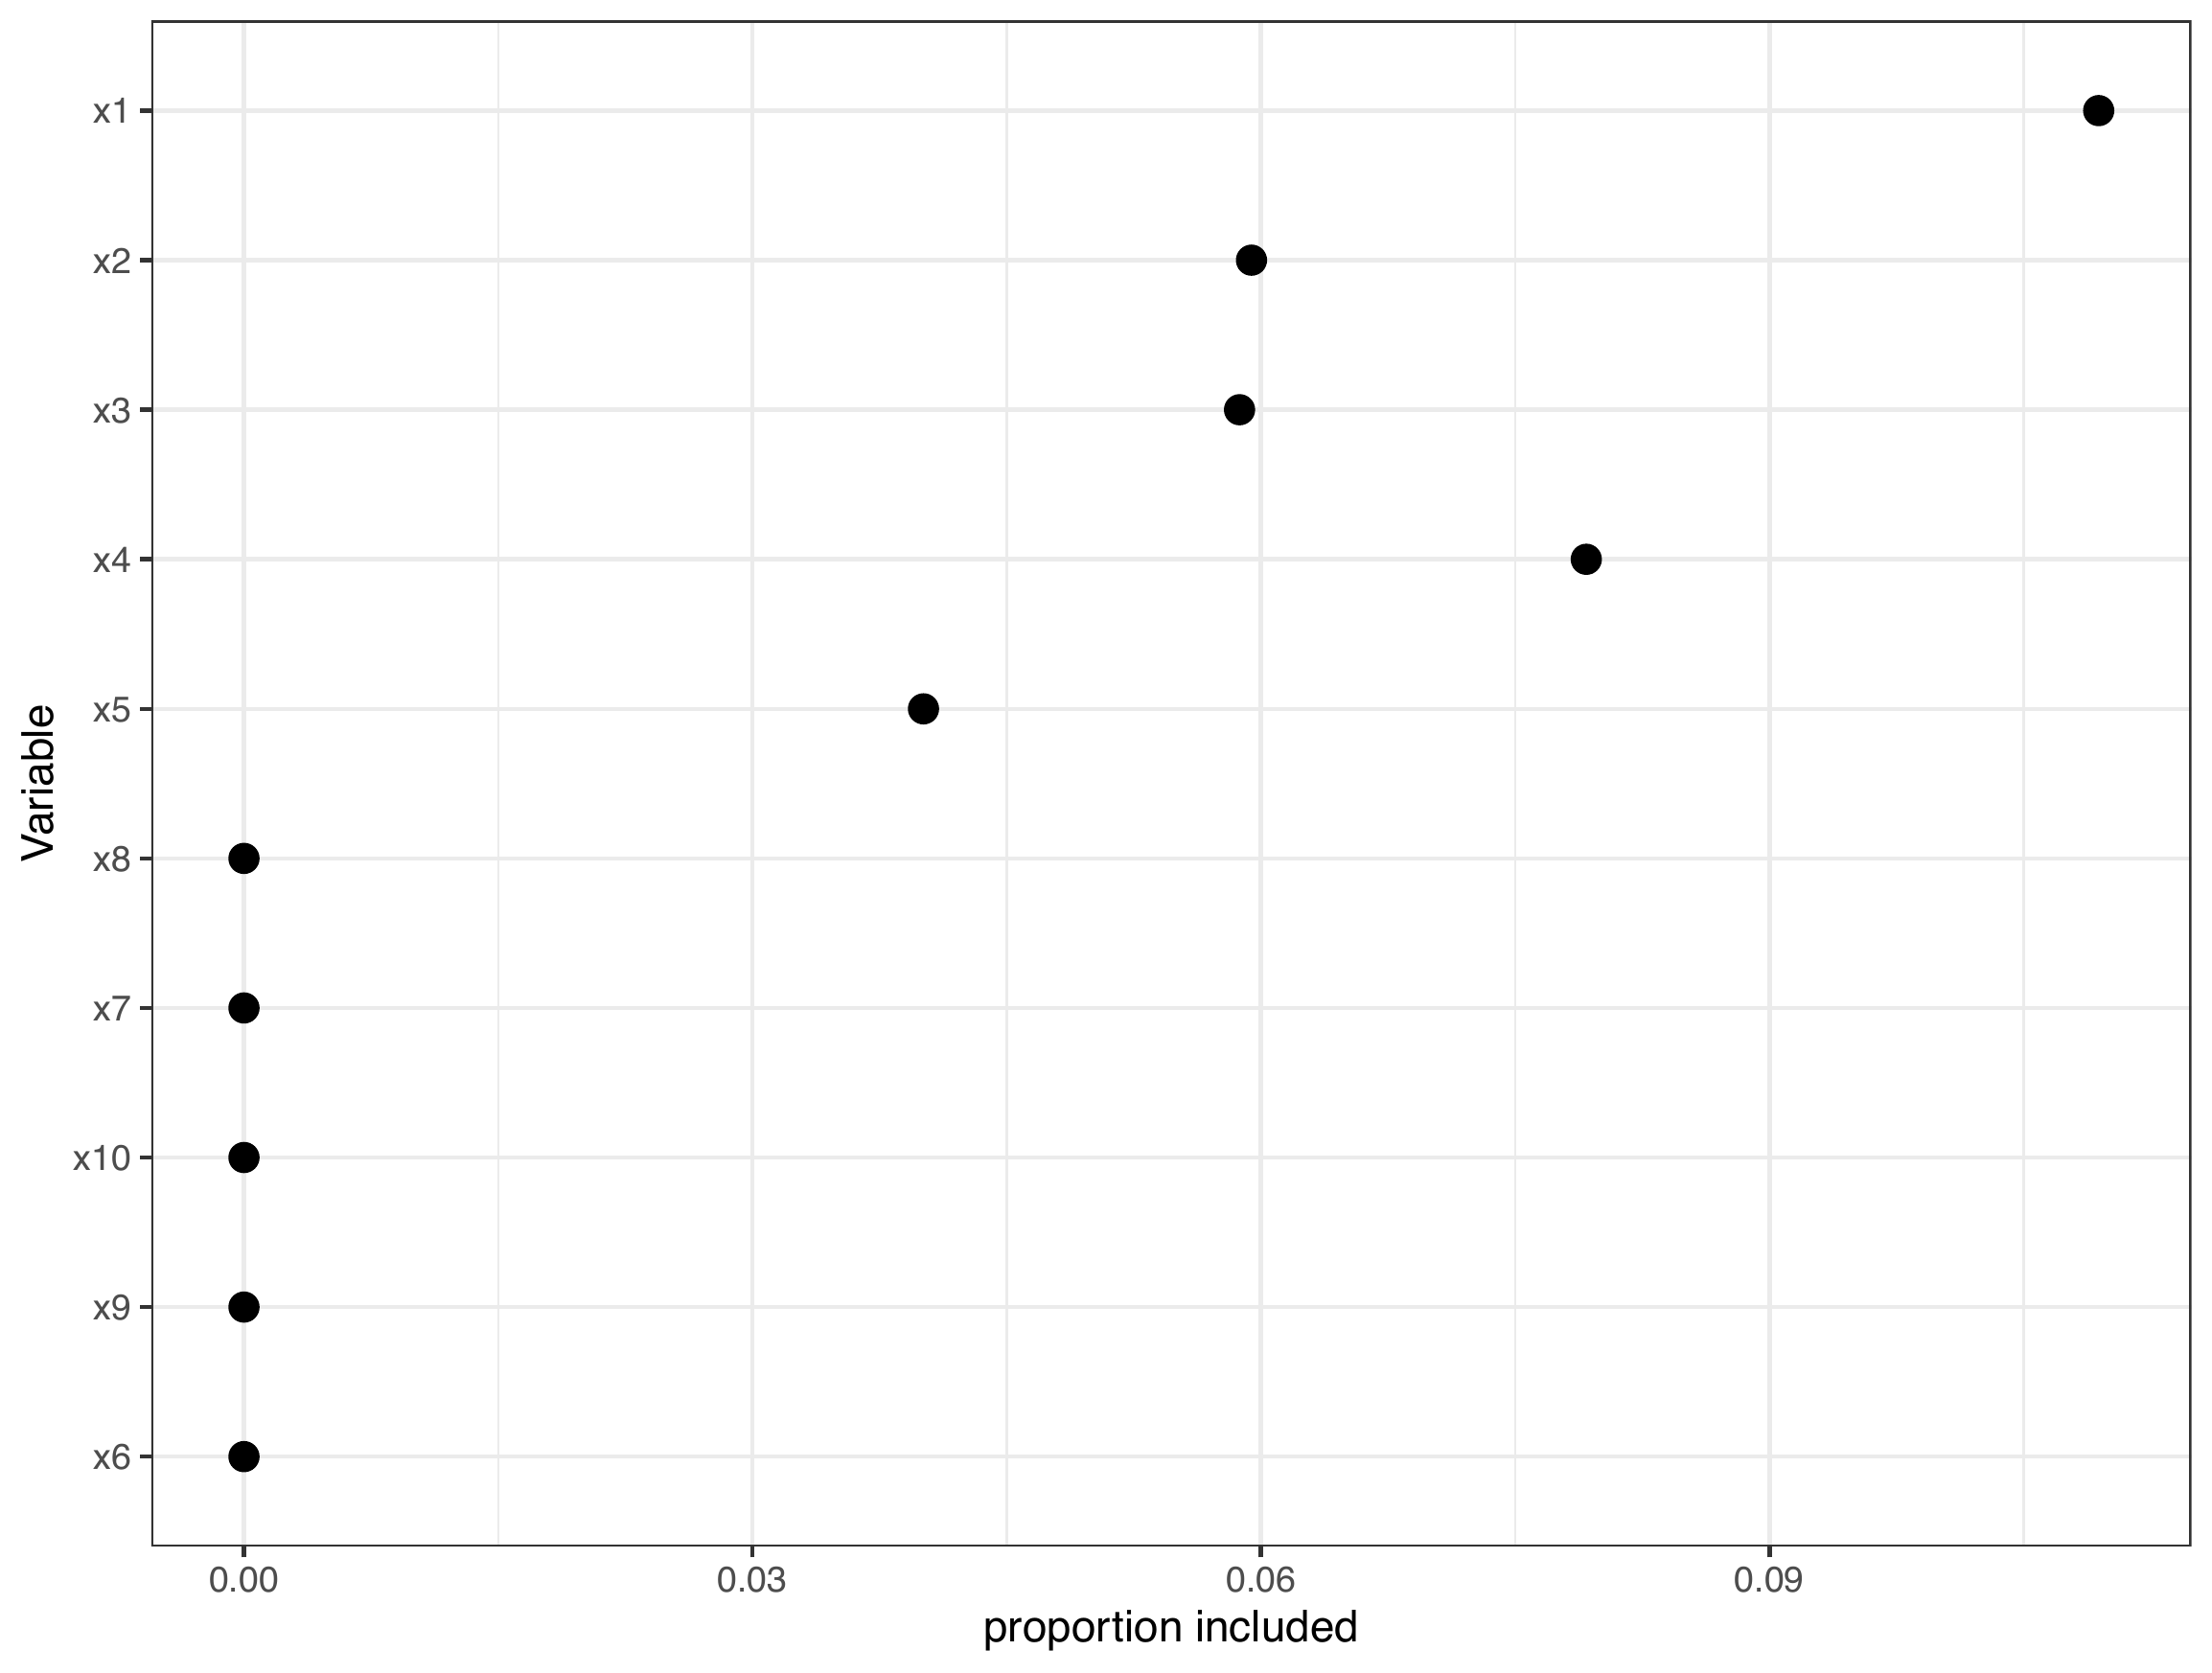 Variable
x1
x2
x3
x4
x5
x8
x7
x10
x9
x6
0.00 0.03 0.06 0.09
proportion included